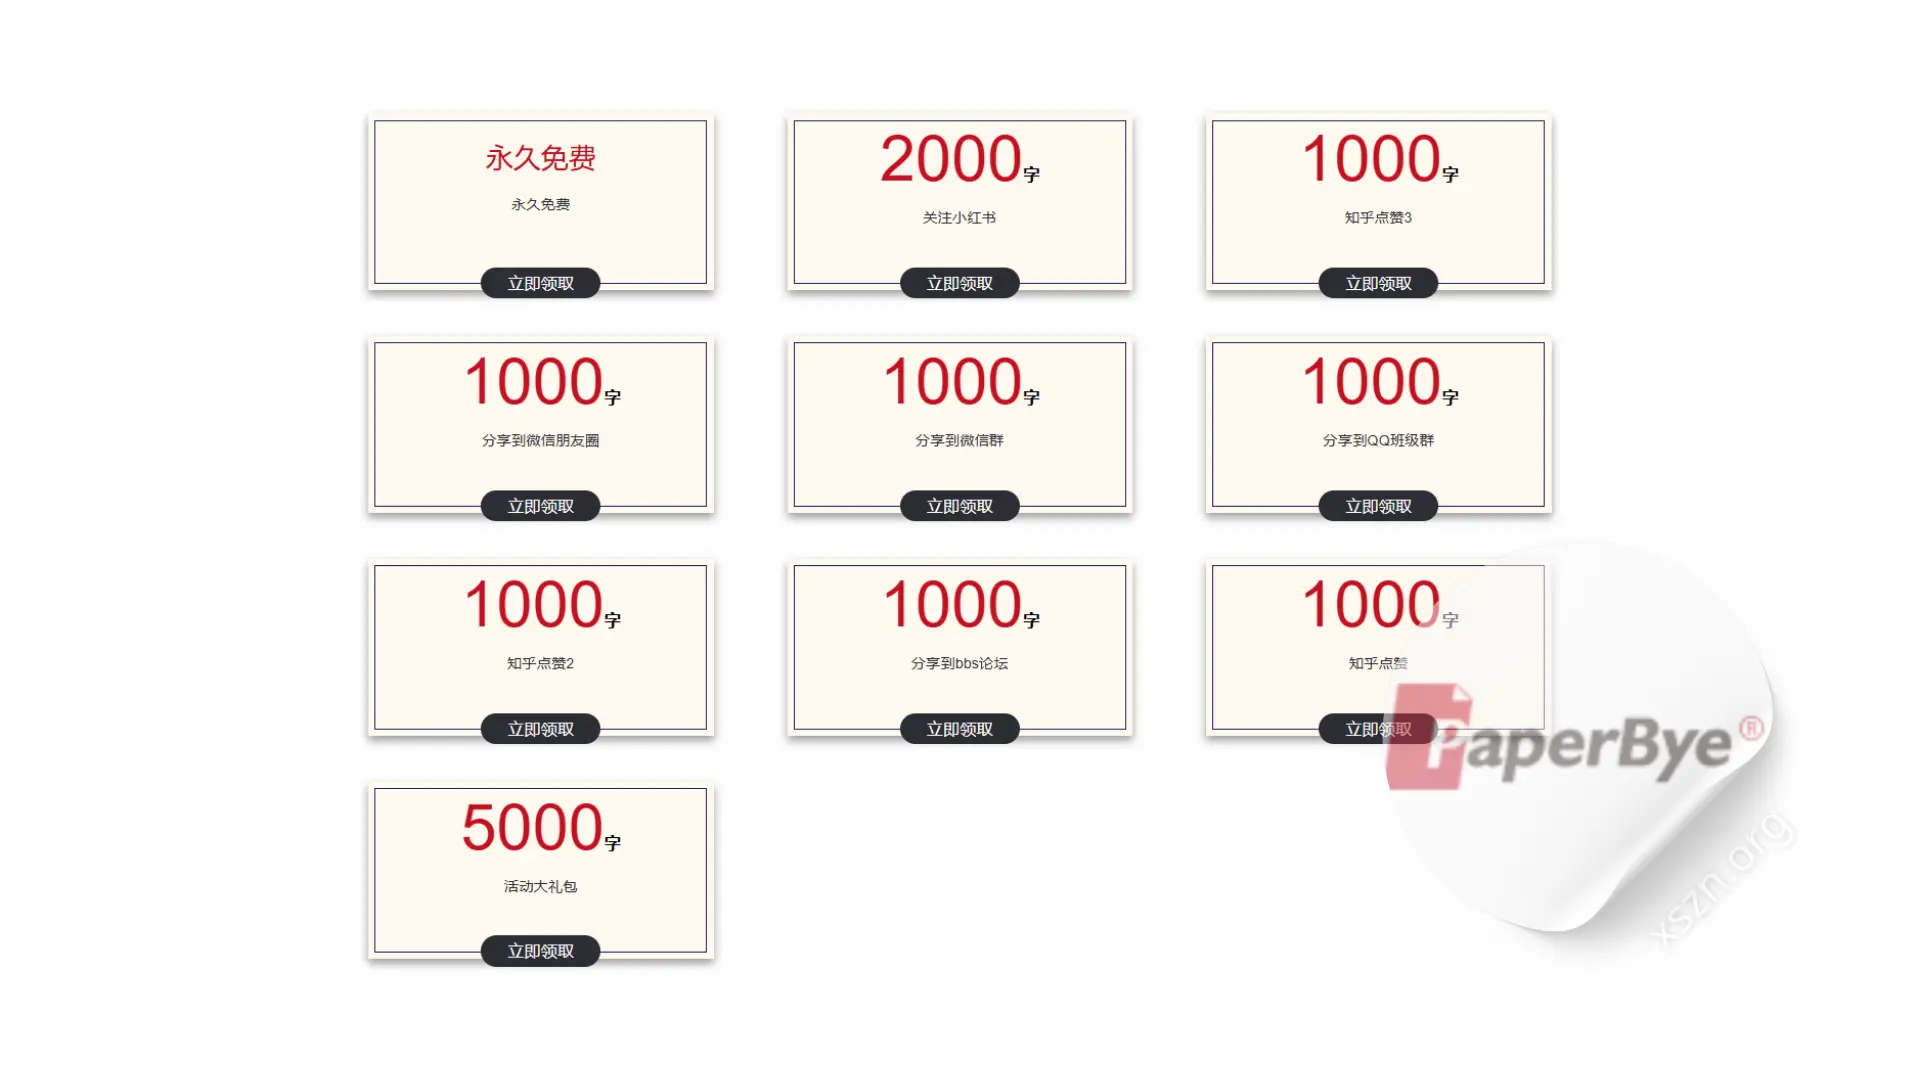 永久免费
永久免费
立即领取
2000字
关注小红书
立即领取
1000字
知乎点赞3
立即领取
1000字
分享到微信朋友圈
立即领取
1000字
分享到微信群
立即领取
1000字
分享到QQ班级群
立即领取
1000字
知乎点赞2
立即领取
1000字
分享到bbs论坛
立即领取
1000字
知乎点赞
立即领取
5000字
活动大礼包
立即领取
PaperBye®
xszn.org